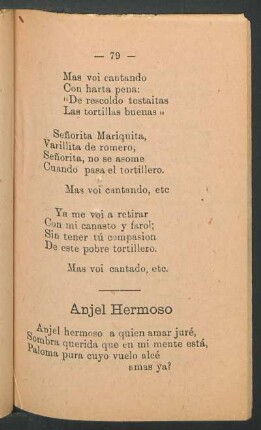 — 79 —
Mas voi cantando
Con harta pena:
"De rescoldo tostaitas
Las tortillas buenas »
Señorita Mariquita,
Varillita de romero,
Señorita, no se asome
Cuando pasa el tortillero.
Mas voi cantando, etc
Ya me voi a retirar
Con mi canasto y farol;
Sin tener tú compasion
De este pobre tortillero.
Mas voi cantado, etc.
Anjel Hermoso
Anjel hermoso a quien amar juré,
Sombra querida que en mi mente está,
Paloma pura cuyo vuelo alcé
amas ya?